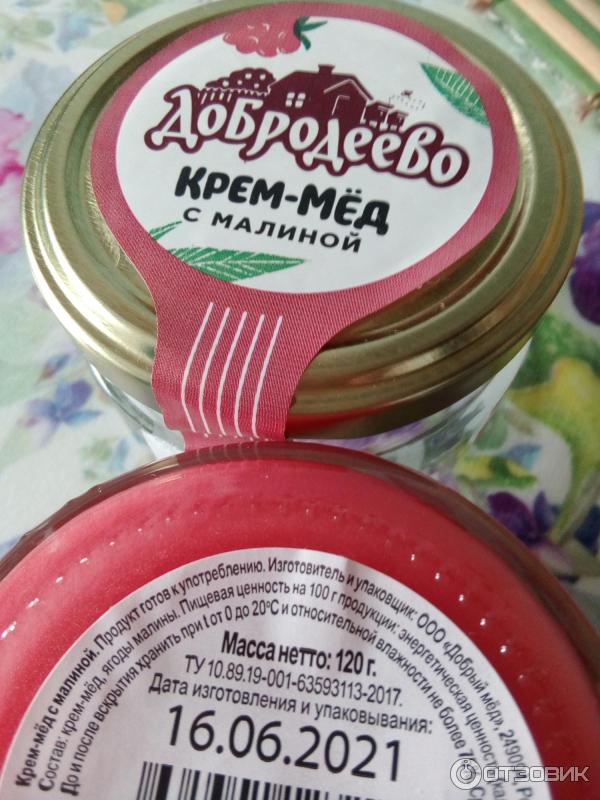 Добродеево
Крем-мёд
с малиной
Крем-мёд с малиной. Продукт готов к употреблению. Изготовитель и упаковщик: ООО «Добрый мёд», 2490
Состав: крем-мёд, ягоды малины. Пищевая ценность на 100 г продукции: энергетическая ценность
До и после вскрытия хранить при t от 0 до 20°С и относительной влажности не более
Масса нетто: 120 г.
ТУ 10.89.19-001-63593113-2017.
Дата изготовления и упаковывания:
16.06.2021
ОТЗОВИК